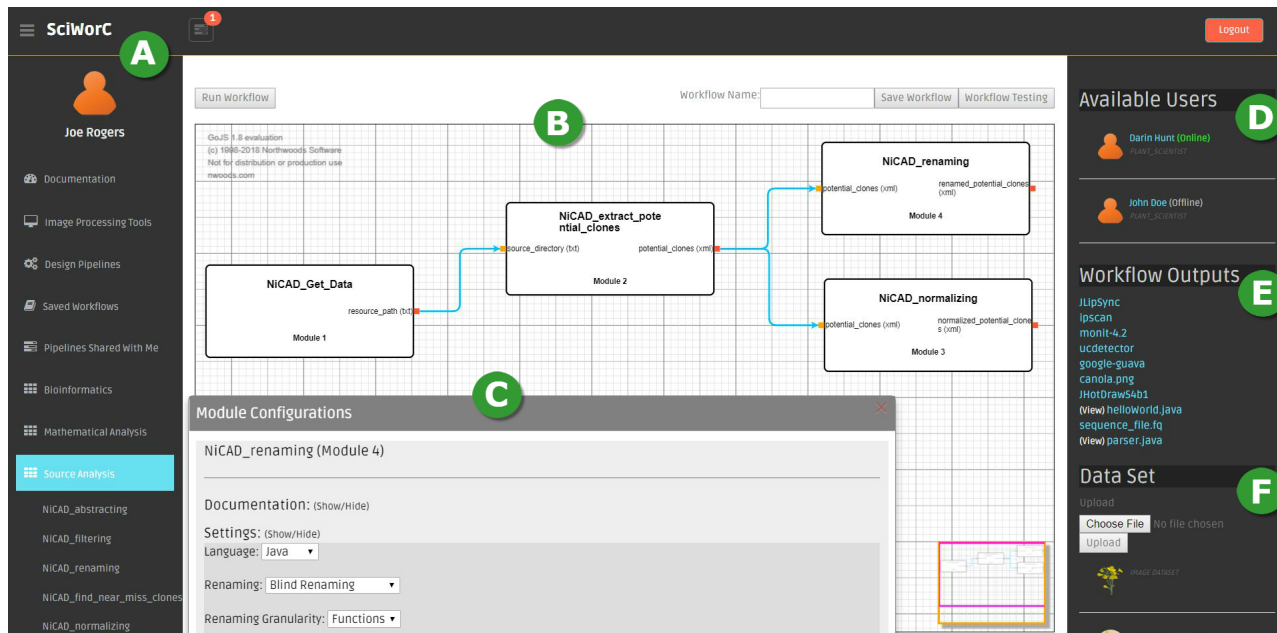 SciWorC
1
Logout
A
Joe Rogers
Documentation
Image Processing Tools
Design Pipelines
Saved Workflows
Pipelines Shared With Me
Bioinformatics
Mathematical Analysis
Source Analysis
NiCAD_abstracting
NiCAD_filtering
NiCAD_renaming
NiCAD_find_near_miss_clones
NiCAD_normalizing
Run Workflow
Workflow Name:
Save Workflow
Workflow Testing
B
GoJS 1.8 evaluation
(c) 1998-2018 Northwoods Software
Not for distribution or production use
nwoods.com
NiCAD_Get_Data
resource_path (txt)
Module 1
NiCAD_extract_pote
ntial_clones
source_directory (txt)
potential_clones (xml)
Module 2
NiCAD_renaming
potential_clones (xml)
renamed_potential_clones
(xml)
Module 4
NiCAD_normalizing
potential_clones (xml)
normalized_potential_clone
s (xml)
Module 3
C
Module Configurations
NiCAD_renaming (Module 4)
Documentation: (Show/Hide)
Settings: (Show/Hide)
Language: Java
Renaming: Blind Renaming
Renaming Granularity: Functions
Available Users
D
Darin Hunt (Online)
PLANT_SCIENTIST
John Doe (Offline)
PLANT_SCIENTIST
Workflow Outputs
E
JLipSync
ipscan
monit-4.2
ucdetector
google-guava
canola.png
JHotDraw54b1
(View) helloWorld.java
sequence_file.fq
(View) parser.java
Data Set
F
Upload
Choose File No file chosen
Upload
IMAGE DATASET